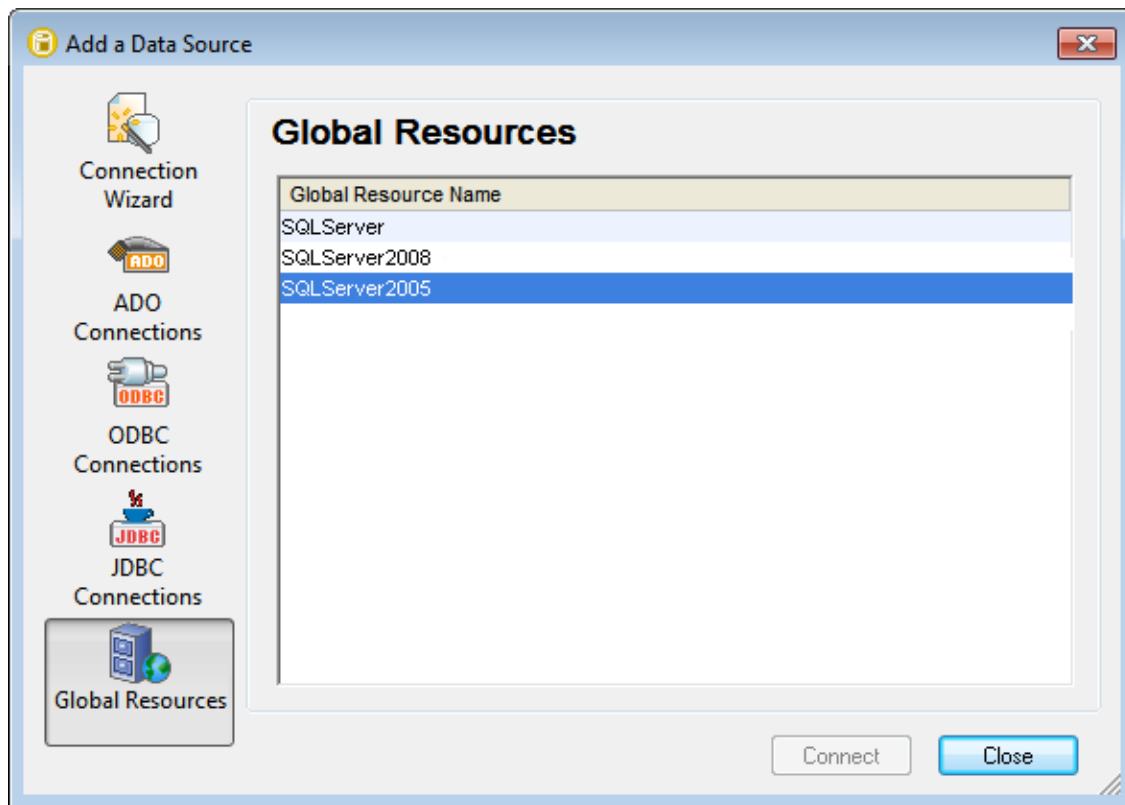 Add a Data Source
Connection
Wizard
ADO
ADO
Connections
ODBC
ODBC
Connections
JDBC
JDBC
Connections
Global Resources
Global Resources
Global Resource Name
SQLServer
SQLServer2008
SQLServer2005
Connect
Close